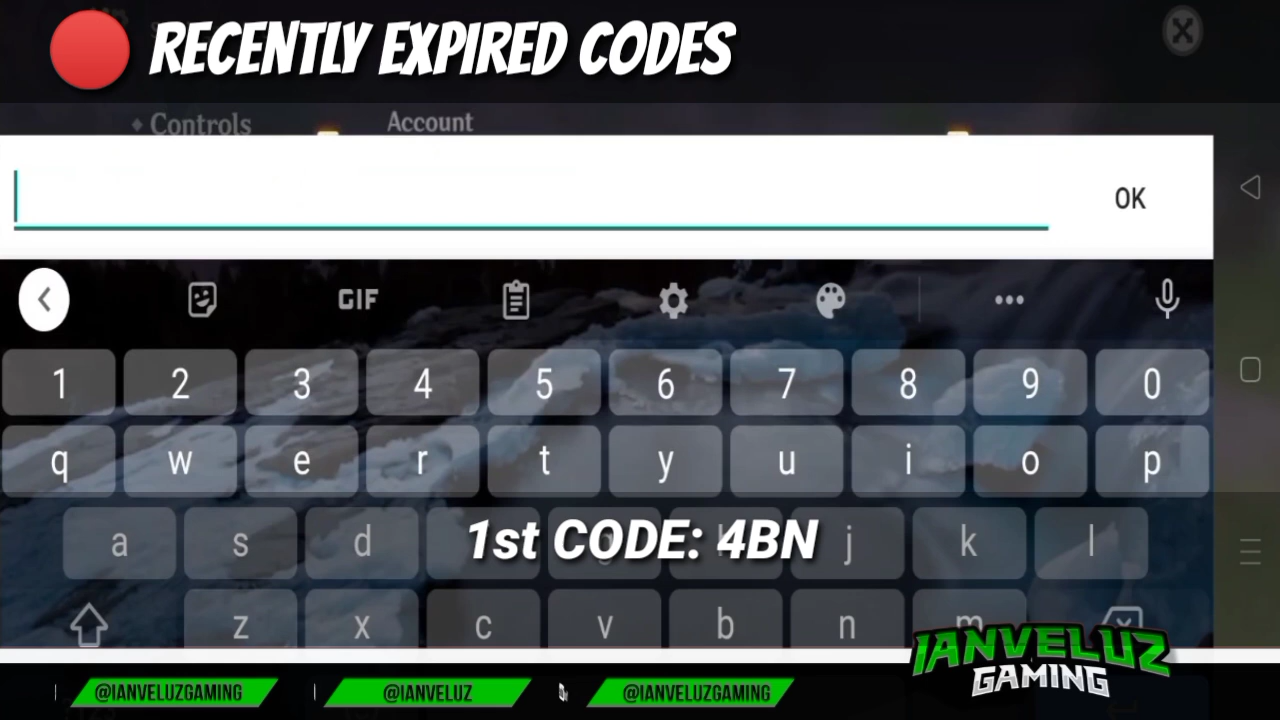 RECENTLY EXPIRED CODES
Controls
Account
OK
GIF
1 2 3 4 5 6 7 8 9 0
q w e r t y u i o p
a s d j k l
1st CODE: 4BN
z x c v b n m
IANVELUZ
GAMING
@IANVELUZGAMING @IANVELUZ @IANVELUZGAMING